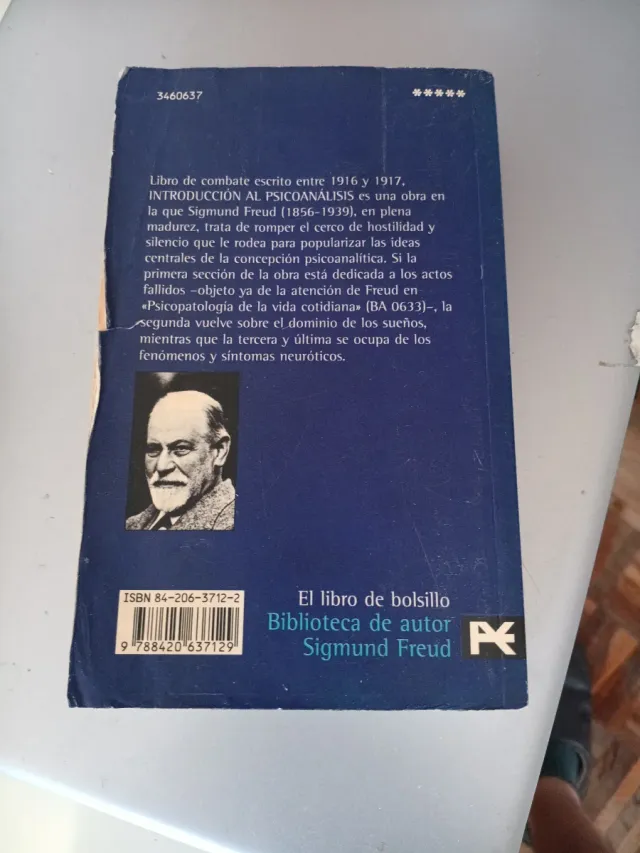 3460637
*****
Libro de combate escrito entre 1916 y 1917,
INTRODUCCIÓN AL PSICOANÁLISIS es una obra en
la que Sigmund Freud (1856-1939), en plena
madurez, trata de romper el cerco de hostilidad y
silencio que le rodea para popularizar las ideas
centrales de la concepción psicoanalítica. Si la
primera sección de la obra está dedicada a los actos
fallidos –objeto ya de la atención de Freud en
«Psicopatología de la vida cotidiana» (BA 0633)–, la
segunda vuelve sobre el dominio de los sueños,
mientras que la tercera y última se ocupa de los
fenómenos y síntomas neuróticos.
ISBN 84-206-3712-2
9 788420 637129
El libro de bolsillo
Biblioteca de autor
Sigmund Freud